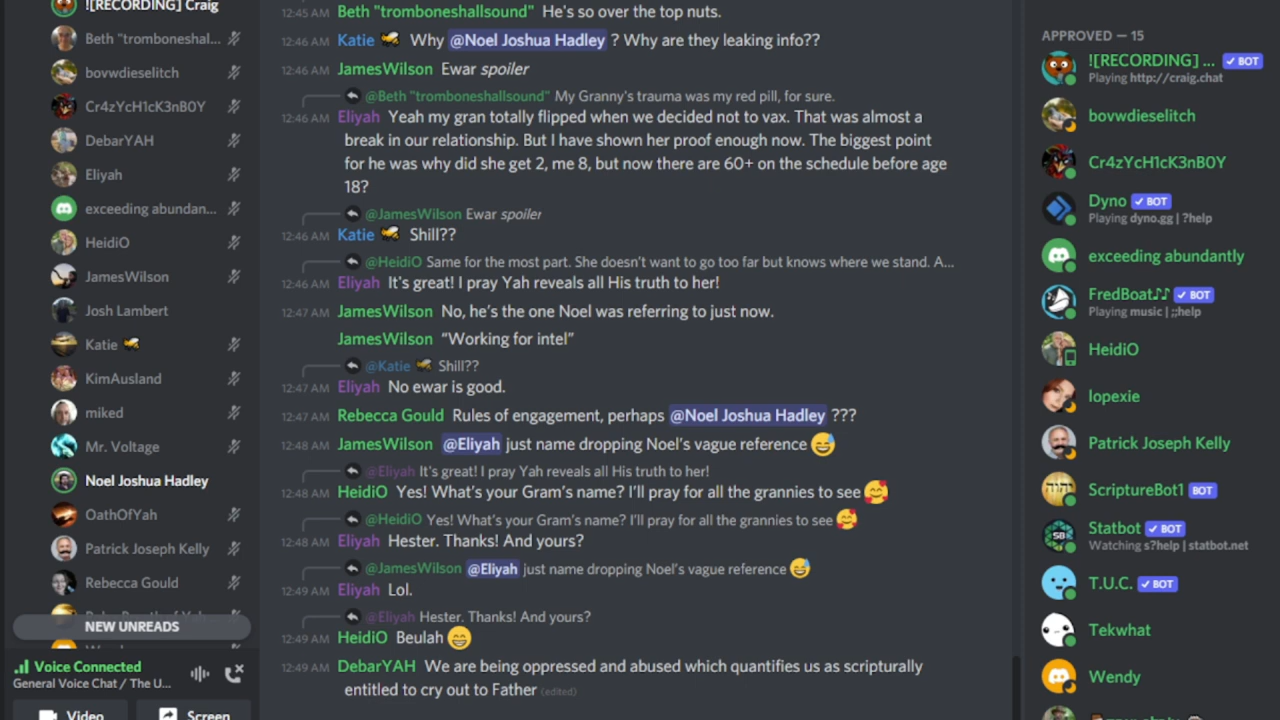 ![RECORDING] Craig
Beth "tromboneshal...
bovwdieselitch
Cr4zYcH1cK3nB0Y
DebarYAH
Eliyah
exceeding abundan...
HeidiO
JamesWilson
Josh Lambert
Katie
KimAusland
miked
Mr. Voltage
Noel Joshua Hadley
OathOfYah
Patrick Joseph Kelly
Rebecca Gould
NEW UNREADS
Voice Connected
General Voice Chat / The U...
Video
Screen
12:45 AM Beth "tromboneshallsound" He's so over the top nuts.
12:46 AM Katie 🐝 Why @Noel Joshua Hadley ? Why are they leaking info??
JamesWilson Ewar spoiler
@Beth "tromboneshallsound" My Granny's trauma was my red pill, for sure.
12:46 AM Eliyah Yeah my gran totally flipped when we decided not to vax. That was almost a
break in our relationship. But I have shown her proof enough now. The biggest point
for he was why did she get 2, me 8, but now there are 60+ on the schedule before age
18?
@JamesWilson Ewar spoiler
12:46 AM Katie 🐝 Shill??
@HeidiO Same for the most part. She doesn't want to go too far but knows where we stand. A...
12:46 AM Eliyah It's great! I pray Yah reveals all His truth to her!
12:47 AM JamesWilson No, he's the one Noel was referring to just now.
JamesWilson “Working for intel”
@Katie 🐝 Shill??
12:47 AM Eliyah No ewar is good.
12:47 AM Rebecca Gould Rules of engagement, perhaps @Noel Joshua Hadley ???
12:48 AM JamesWilson @Eliyah just name dropping Noel’s vague reference 😅
@Eliyah It's great! I pray Yah reveals all His truth to her!
12:48 AM HeidiO Yes! What’s your Gram’s name? I’ll pray for all the grannies to see 🥰
@HeidiO Yes! What’s your Gram’s name? I’ll pray for all the grannies to see 🥰
12:48 AM Eliyah Hester. Thanks! And yours?
@JamesWilson @Eliyah just name dropping Noel’s vague reference 😅
12:49 AM Eliyah Lol.
@Eliyah Hester. Thanks! And yours?
12:49 AM HeidiO Beulah 😁
12:49 AM DebarYAH We are being oppressed and abused which quantifies us as scripturally
entitled to cry out to Father (edited)
APPROVED — 15
![RECORDING] ... ✓ BOT
Playing http://craig.chat
bovwdieselitch
Cr4zYcH1cK3nB0Y
Dyno ✓ BOT
Playing dyno.gg | ?help
exceeding abundantly
FredBoat♪♪ ✓ BOT
Playing music | ;;help
HeidiO
lopexie
Patrick Joseph Kelly
יהוה
ScriptureBot1 BOT
SB
Statbot ✓ BOT
Watching s?help | statbot.net
T.U.C. ✓ BOT
Tekwhat
Wendy